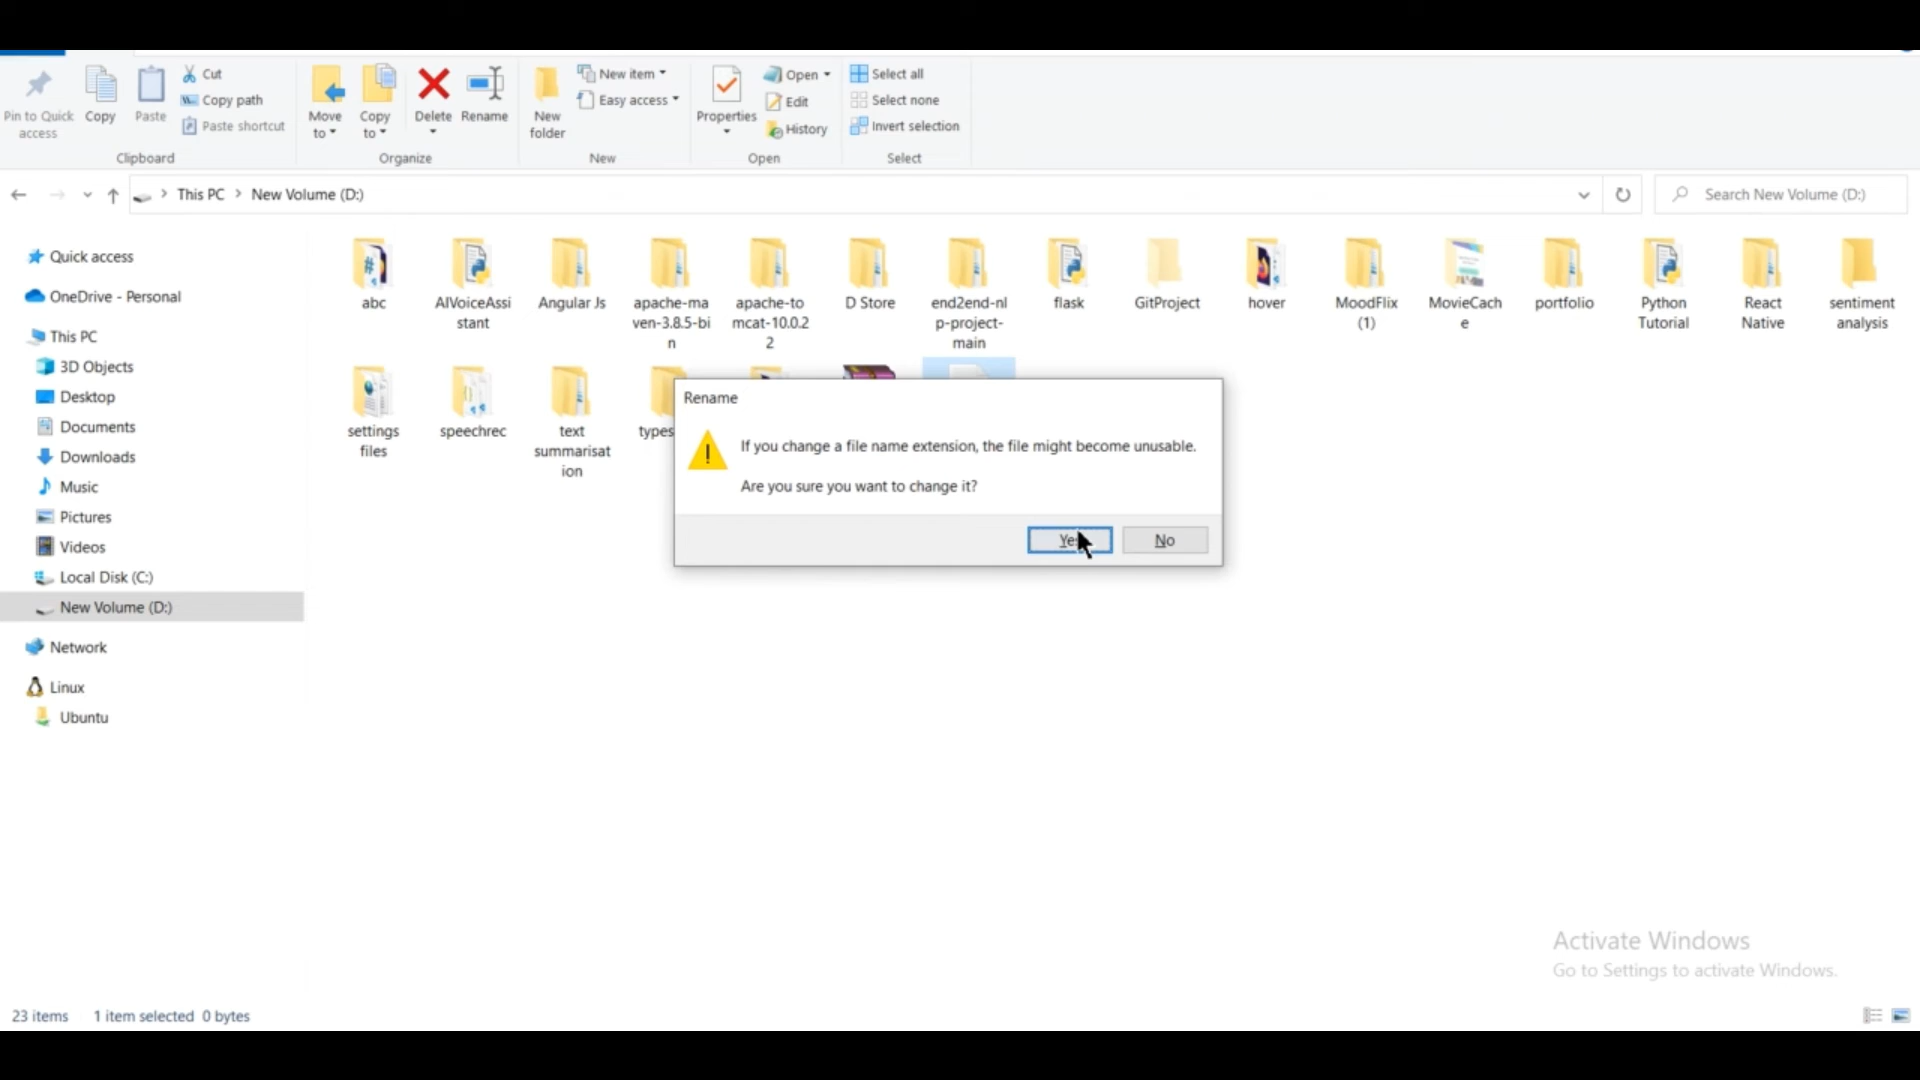 Pin to Quick
access
Copy
Paste
Cut
Copy path
Paste shortcut
Clipboard
Move
to
Copy
to
Delete
Rename
Organize
New
folder
New item
Easy access
New
Properties
Open
Edit
History
Open
Select all
Select none
Invert selection
Select
This PC > New Volume (D:)
Search New Volume (D:)
Quick access
OneDrive - Personal
This PC
3D Objects
Desktop
Documents
Downloads
Music
Pictures
Videos
Local Disk (C:)
New Volume (D:)
Network
Linux
Ubuntu
abc
AIVoiceAssi
stant
Angular Js
apache-ma
ven-3.8.5-bi
n
apache-to
mcat-10.0.2
2
D Store
end2end-nl
p-project-
main
flask
GitProject
hover
MoodFlix
(1)
MovieCach
e
portfolio
Python
Tutorial
React
Native
sentiment
analysis
settings
files
speechrec
text
summarisat
ion
types
Rename
If you change a file name extension, the file might become unusable.
Are you sure you want to change it?
Yes
No
Activate Windows
Go to Settings to activate Windows.
23 items 1 item selected 0 bytes